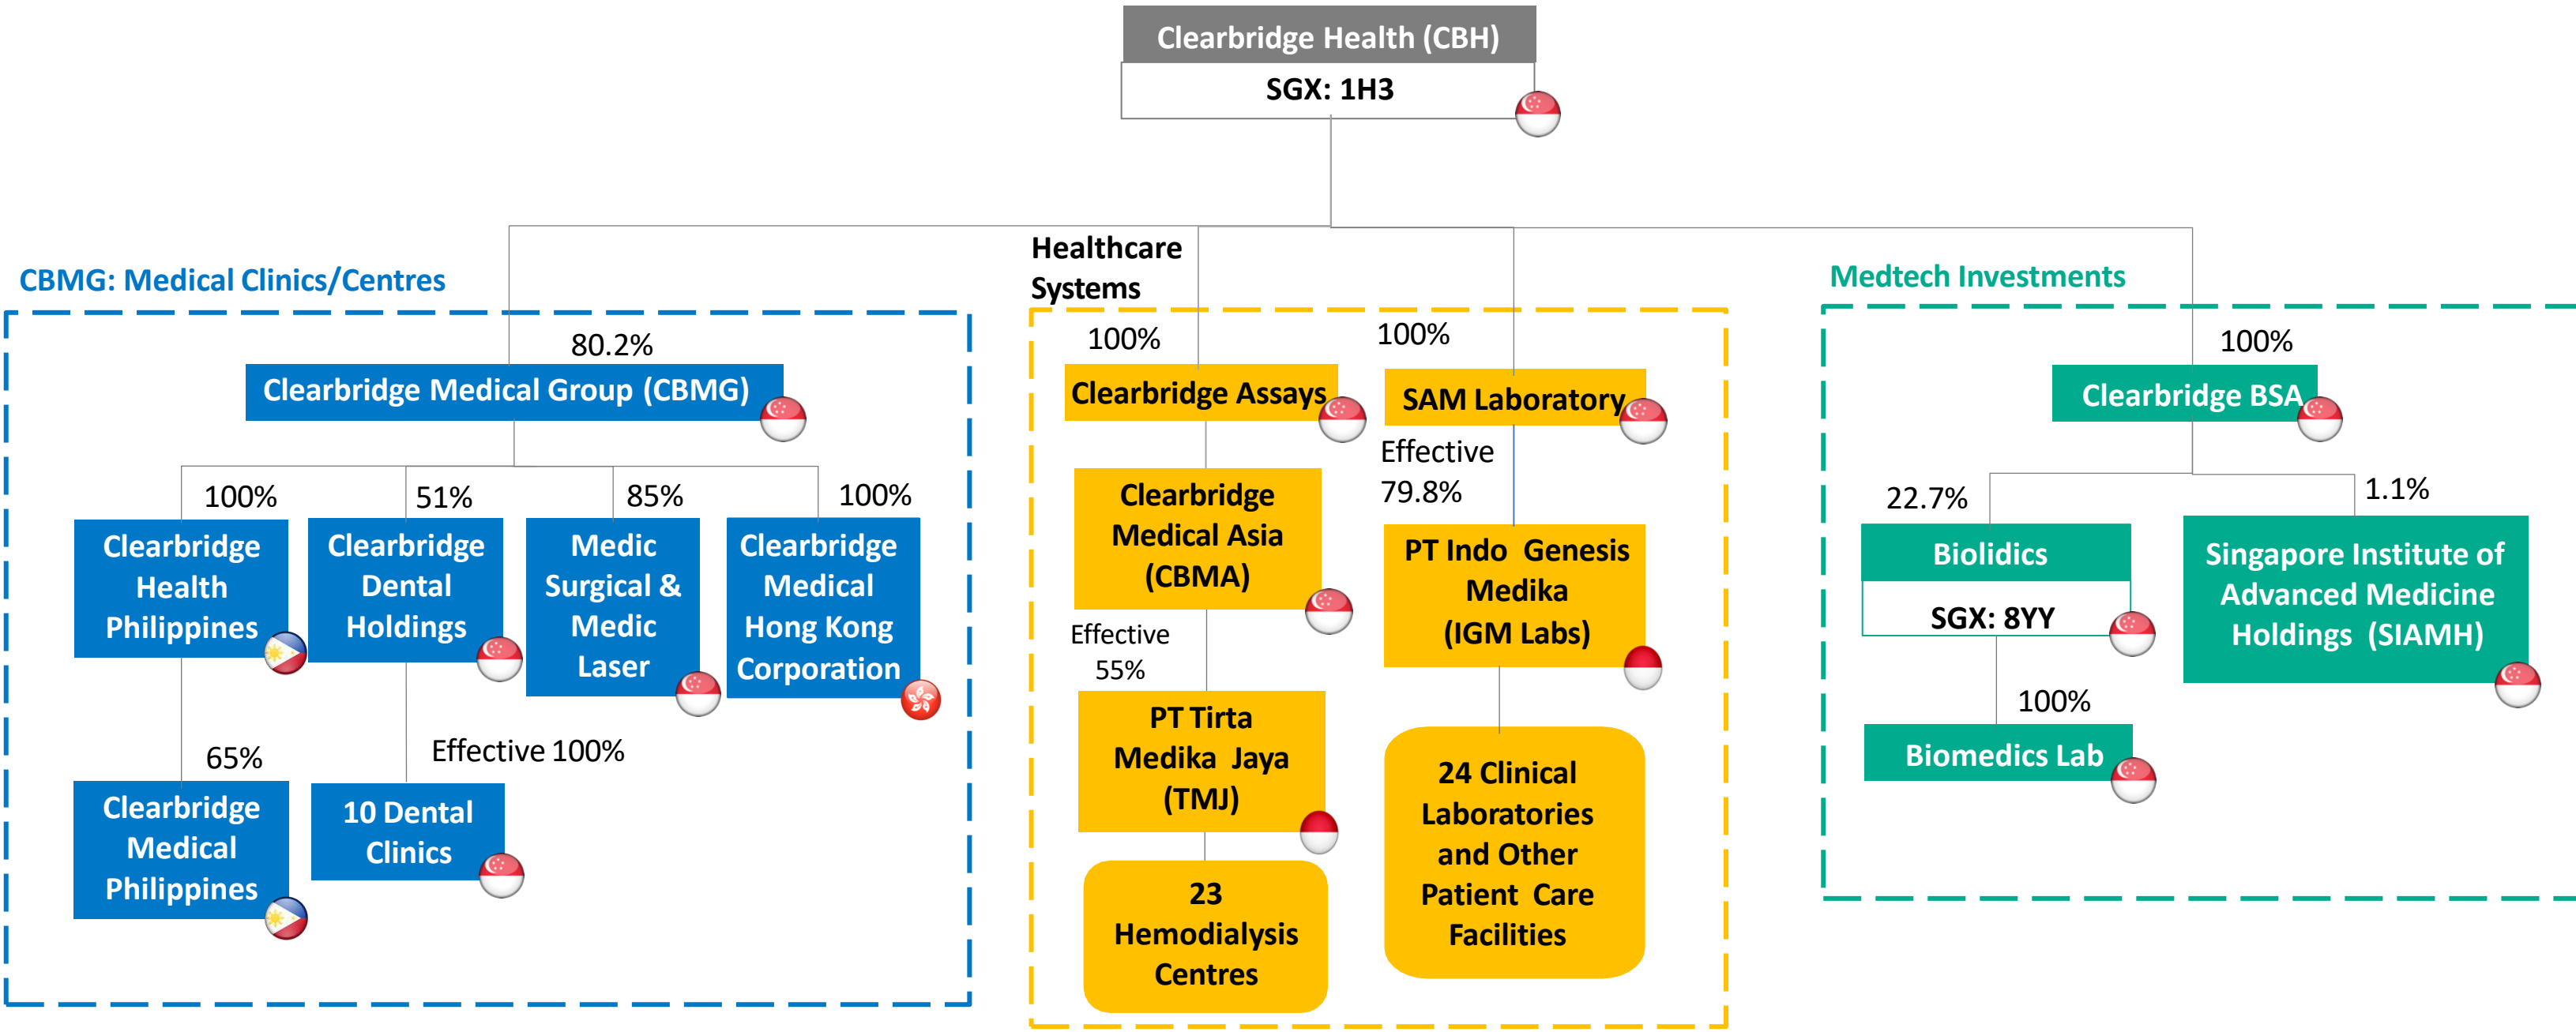 Clearbridge Health (CBH)
SGX: 1H3
CBMG: Medical Clinics/Centres
80.2%
Clearbridge Medical Group (CBMG)
100%
Clearbridge
Health
Philippines
65%
Clearbridge
Medical
Philippines
51%
Clearbridge
Dental
Holdings
Effective 100%
10 Dental
Clinics
85%
Medic
Surgical &
Medic
Laser
100%
Clearbridge
Medical
Hong Kong
Corporation
Healthcare
Systems
100%
Clearbridge Assays
Clearbridge
Medical Asia
(CBMA)
Effective
55%
PT Tirta
Medika Jaya
(TMJ)
23
Hemodialysis
Centres
100%
SAM Laboratory
Effective
79.8%
PT Indo Genesis
Medika
(IGM Labs)
24 Clinical
Laboratories
and Other
Patient Care
Facilities
Medtech Investments
100%
Clearbridge BSA
22.7%
Biolidics
SGX: 8YY
100%
Biomedics Lab
1.1%
Singapore Institute of
Advanced Medicine
Holdings (SIAMH)